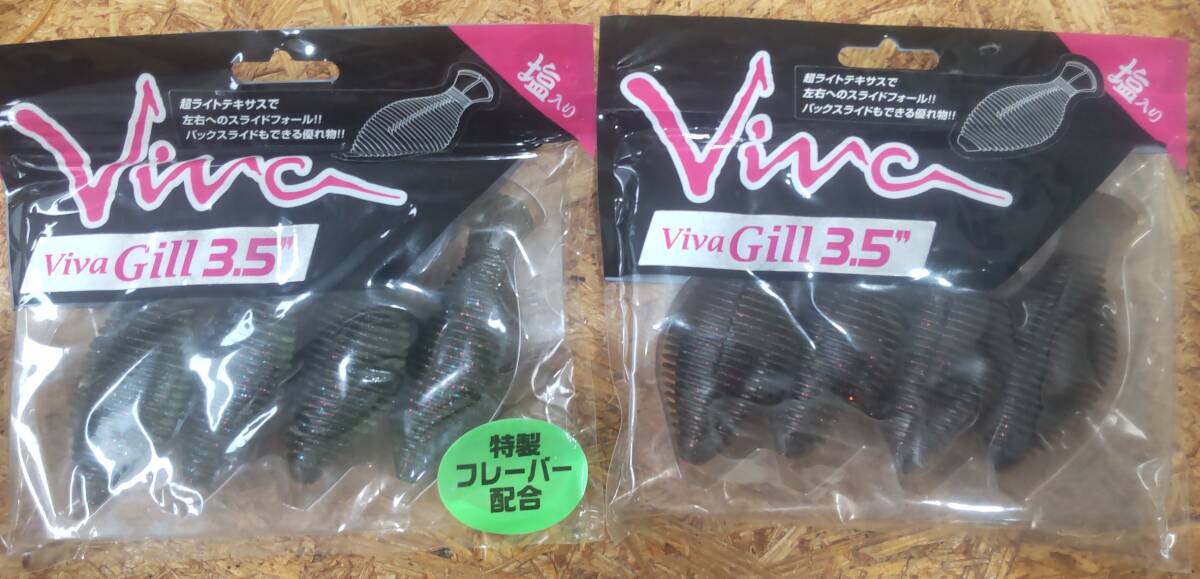 Viva
超ライトテキサスで
左右へのスライドフォール!!
バックスライドもできる優れ物!!
塩入り
Viva Gill 3.5"
特製
フレーバー
配合
Viva
超ライトテキサスで
左右へのスライドフォール!!
バックスライドもできる優れ物!!
塩入り
Viva Gill 3.5"